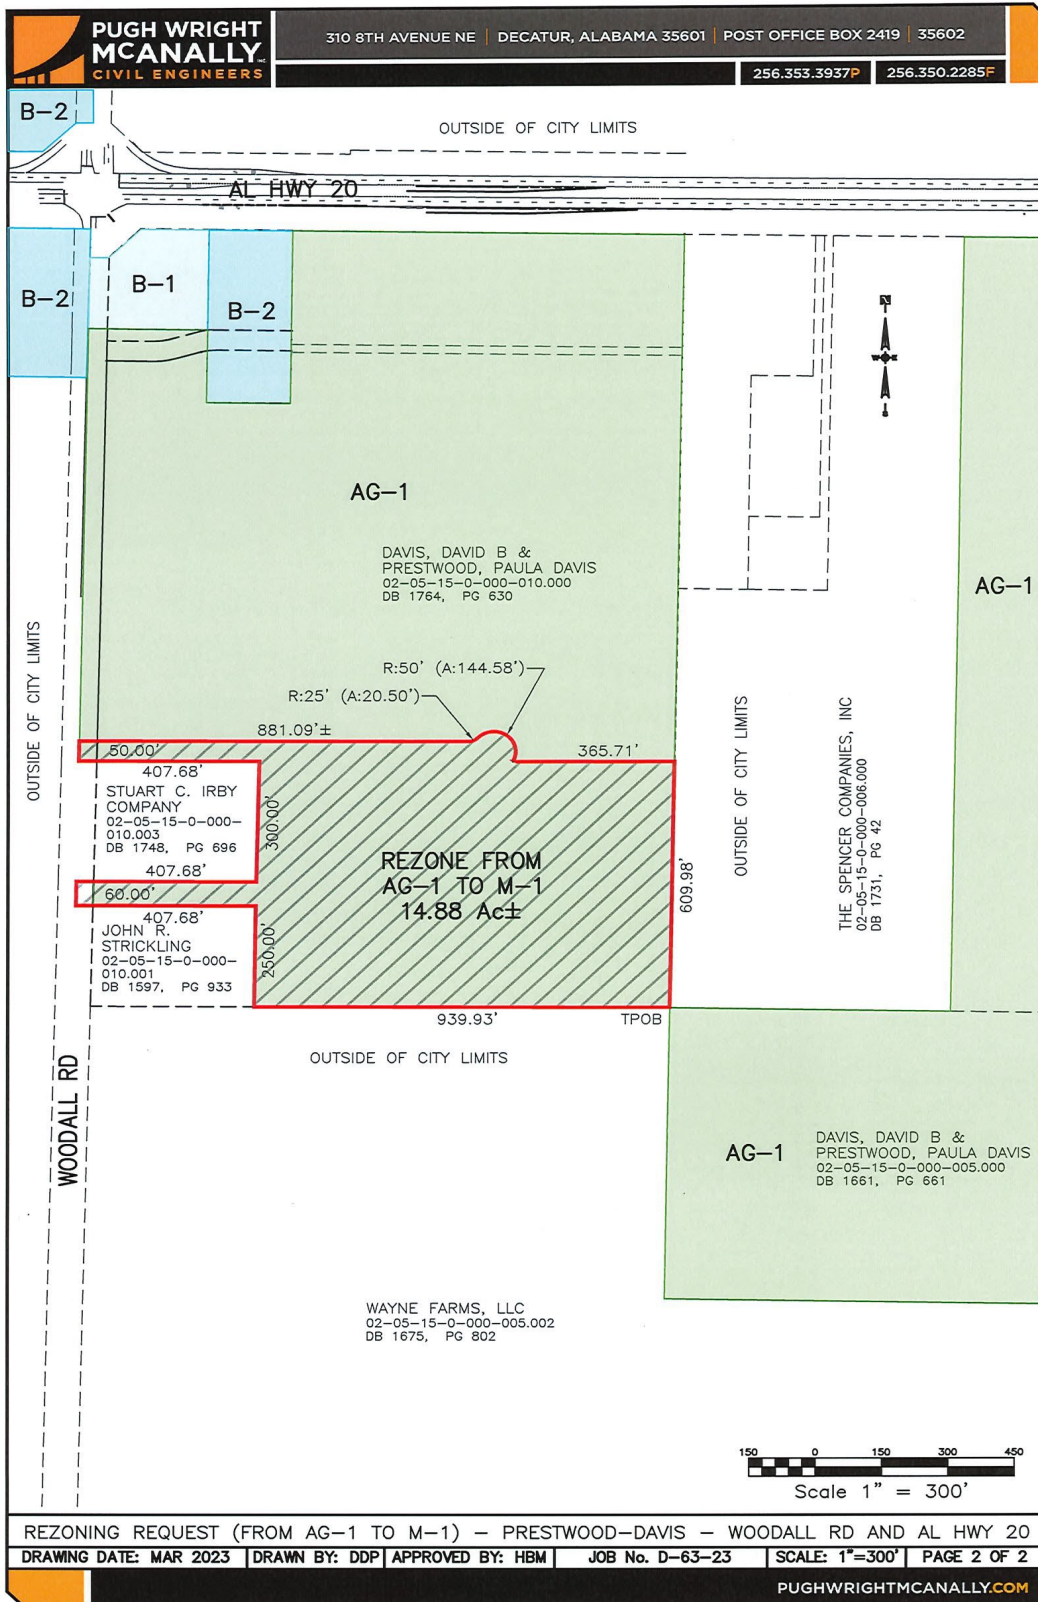 PUGH WRIGHT
MCANALLY INC
CIVIL ENGINEERS
310 8TH AVENUE NE | DECATUR, ALABAMA 35601 | POST OFFICE BOX 2419 | 35602
256.353.3937P
256.350.2285F
B-2
OUTSIDE OF CITY LIMITS
AL HWY 20
B-2
B-1
B-2
N
W E
S
AG-1
DAVIS, DAVID B &
PRESTWOOD, PAULA DAVIS
02-05-15-0-000-010.000
DB 1764, PG 630
AG-1
OUTSIDE OF CITY LIMITS
R:50' (A:144.58')
R:25' (A:20.50')
881.09'±
50.00'
365.71'
407.68'
STUART C. IRBY
COMPANY
02-05-15-0-000-
010.003
DB 1748, PG 696
300.00'
407.68'
60.00'
407.68'
JOHN R.
STRICKLING
02-05-15-0-000-
010.001
DB 1597, PG 933
250.00'
REZONE FROM
AG-1 TO M-1
14.88 Ac±
609.98'
OUTSIDE OF CITY LIMITS
THE SPENCER COMPANIES, INC
02-05-15-0-000-006.000
DB 1731, PG 42
939.93'
TPOB
OUTSIDE OF CITY LIMITS
WOODALL RD
AG-1
DAVIS, DAVID B &
PRESTWOOD, PAULA DAVIS
02-05-15-0-000-005.000
DB 1661, PG 661
WAYNE FARMS, LLC
02-05-15-0-000-005.002
DB 1675, PG 802
150 0 150 300 450
Scale 1" = 300'
REZONING REQUEST (FROM AG-1 TO M-1) - PRESTWOOD-DAVIS - WOODALL RD AND AL HWY 20
DRAWING DATE: MAR 2023
DRAWN BY: DDP
APPROVED BY: HBM
JOB No. D-63-23
SCALE: 1"=300'
PAGE 2 OF 2
PUGHWRIGHTMCANALLY.COM